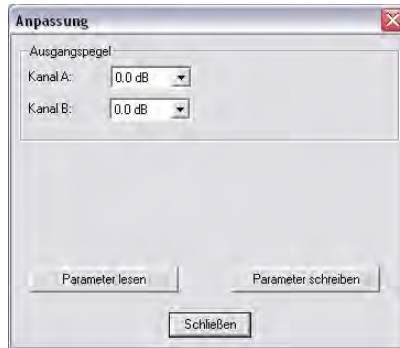 Anpassung
Ausgangspegel
Kanal A: 0.0 dB
Kanal B: 0.0 dB
Parameter lesen Parameter schreiben
Schließen